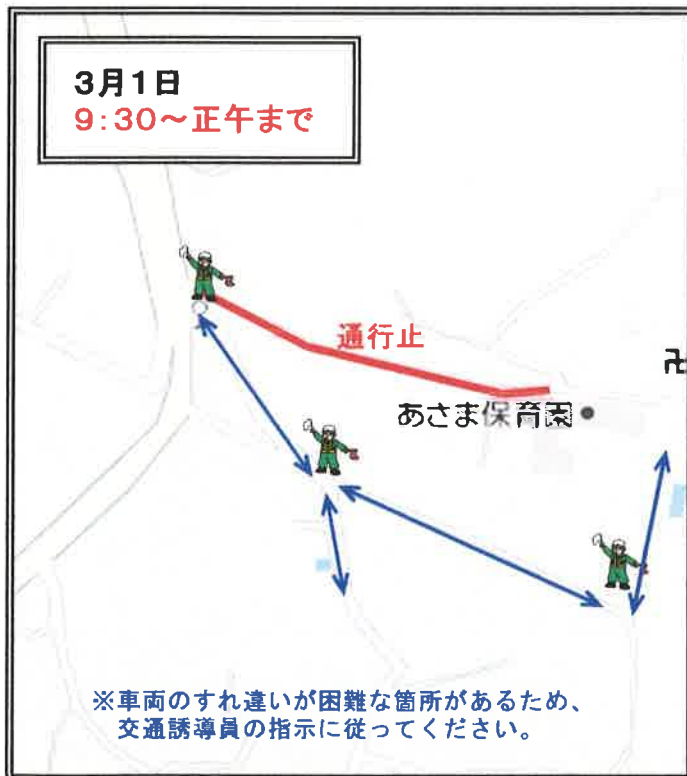 3月1日
9:30～正午まで
通行止
あさま保育園
※車両のすれ違いが困難な箇所があるため、
交通誘導員の指示に従ってください。